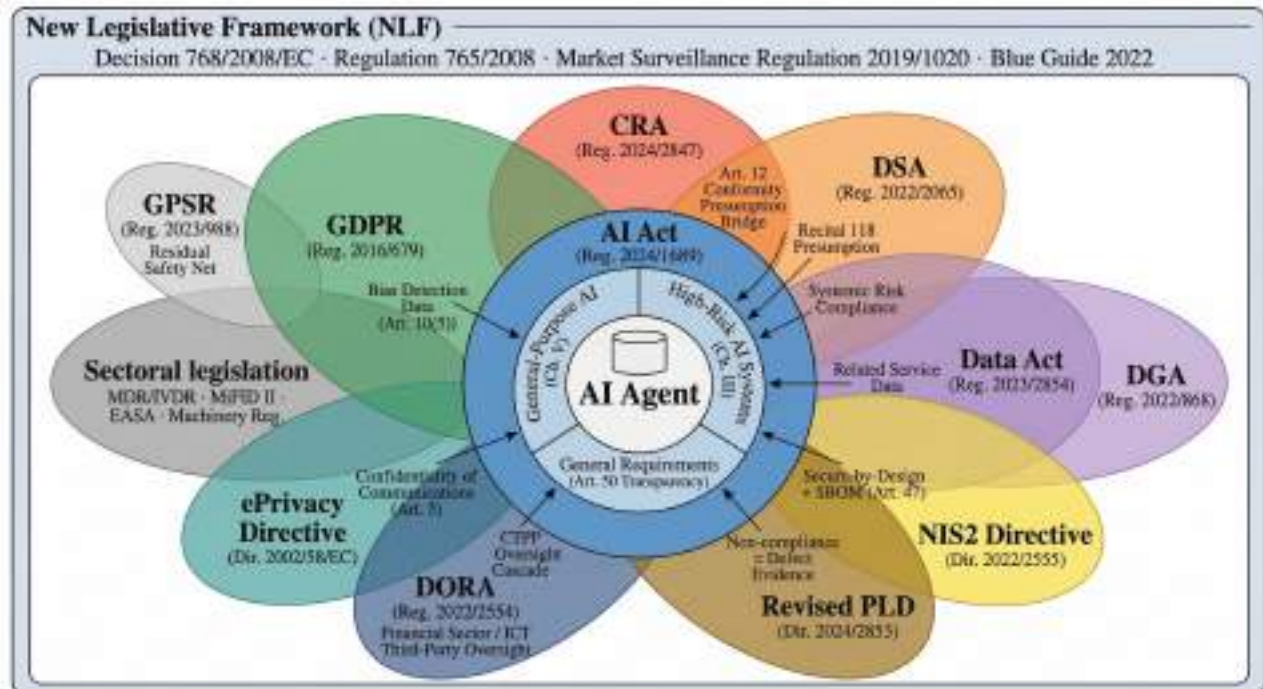 New Legislative Framework (NLF)
Decision 768/2008/EC · Regulation 765/2008 · Market Surveillance Regulation 2019/1020 · Blue Guide 2022
CRA
(Reg. 2024/2847)
DSA
(Reg. 2022/2065)
Art. 12
Conformity
Presumption
Bridge
GPSR
(Reg. 2023/988)
Residual
Safety Net
GDPR
(Reg. 2016/679)
AI Act
(Reg. 2024/1689)
Recital 118
Presumption
Bias Detection
Data
(Art. 10(5))
Systemic Risk
Compliance
General-Purpose AI
(Ch. V)
High-Risk AI Systems
(Ch. III)
AI Agent
Sectoral legislation
MDR/IVDR · MiFID II ·
EASA · Machinery Reg.
Related Service
Data
Data Act
(Reg. 2023/2854)
DGA
(Reg. 2022/868)
General Requirements
(Art. 50 Transparency)
Confidentiality of
Communications
(Art. 5)
Secure-by-Design
+ SBOM (Art. 47)
ePrivacy
Directive
(Dir. 2002/58/EC)
CTPP
Oversight
Cascade
Non-compliance
= Defect
Evidence
NIS2 Directive
(Dir. 2022/2555)
DORA
(Reg. 2022/2554)
Financial Sector / ICT
Third-Party Oversight
Revised PLD
(Dir. 2024/2853)